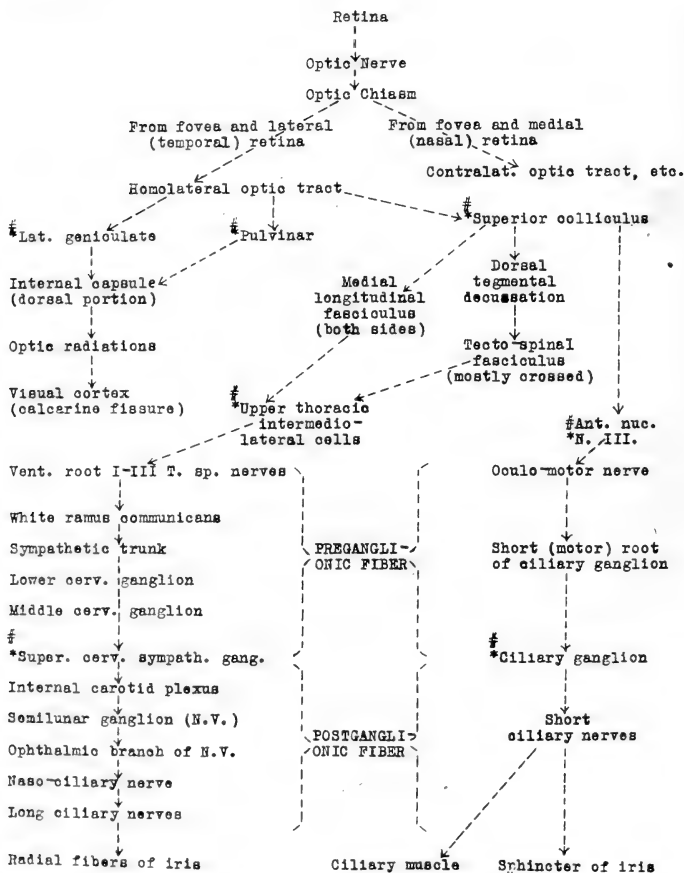 Retina
Optic Nerve
Optic Chiasm
From fovea and lateral
(temporal) retina
From fovea and medial
(nasal) retina
Contralat. optic tract, etc.
Homolateral optic tract
#
*Lat. geniculate
#
*Pulvinar
#
*Superior colliculus
Internal capsule
(dorsal portion)
Medial
longitudinal
fasciculus
(both sides)
Dorsal
tegmental
decussation
Optic radiations
Tecto-spinal
fasciculus
(mostly crossed)
Visual cortex
(calcarine fissure)
#
*Upper thoracic
intermedio-
lateral cells
#Ant. nuc.
*N. III.
Vent. root I-III T. sp. nerves
Oculo-motor nerve
White ramus communicans
Sympathetic trunk
PREGANGLI-
ONIC FIBER
Short (motor) root
of ciliary ganglion
Lower cerv. ganglion
Middle cerv. ganglion
#
*Super. cerv. sympath. gang.
#
*Ciliary ganglion
Internal carotid plexus
Semilunar ganglion (N.V.)
Short
ciliary nerves
Ophthalmic branch of N.V.
POSTGANGLI-
ONIC FIBER
Naso-ciliary nerve
Long ciliary nerves
Radial fibers of iris
Ciliary muscle
Sphincter of iris